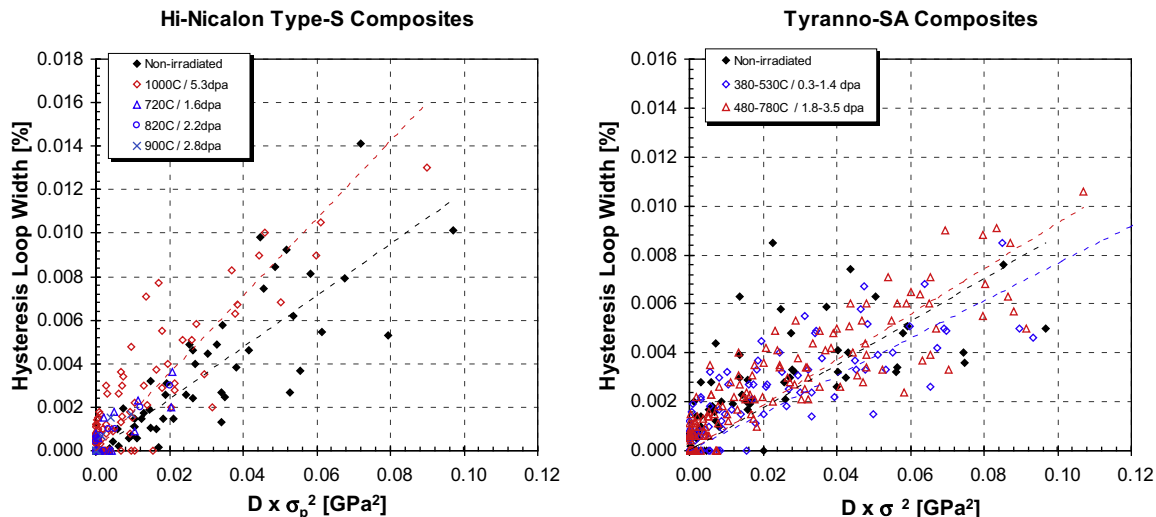 Hi-Nicalon Type-S Composites
Hysteresis Loop Width [%]
0.018
0.016
0.014
0.012
0.010
0.008
0.006
0.004
0.002
0.000
Non-irradiated
1000C / 5.3dpa
720C / 1.6dpa
820C / 2.2dpa
900C / 2.8dpa
0.00 0.02 0.04 0.06 0.08 0.10 0.12
D x σp² [GPa²]
Tyranno-SA Composites
Hysteresis Loop Width [%]
0.016
0.014
0.012
0.010
0.008
0.006
0.004
0.002
0.000
Non-irradiated
380-530C / 0.3-1.4 dpa
480-780C / 1.8-3.5 dpa
0.00 0.02 0.04 0.06 0.08 0.10 0.12
D x σ ² [GPa²]